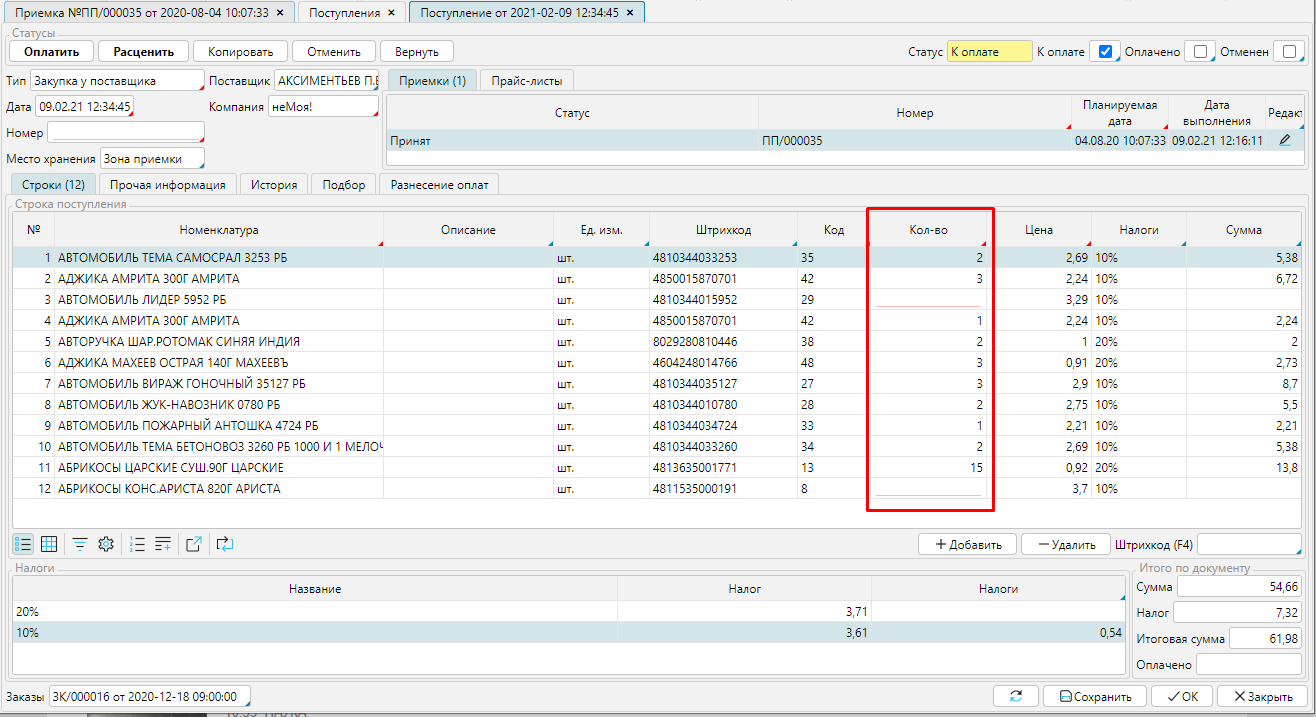 Приемка №ПП/000035 от 2020-08-04 10:07:33 × Поступления × Поступление от 2021-02-09 12:34:45 ×
Статусы
Оплатить Расценить Копировать Отменить Вернуть Статус К оплате К оплате Оплачено Отменен
Тип Закупка у поставщика Поставщик АКСИМЕНТЬЕВ П.Е Приемки (1) Прайс-листы
Дата 09.02.21 12:34:45 Компания неМоя!
Статус Номер Планируемая дата Дата выполнения Редакт
Номер
Принят ПП/000035 04.08.20 10:07:33 09.02.21 12:16:11
Место хранения Зона приемки
Строки (12) Прочая информация История Подбор Разнесение оплат
Строка поступления
№ Номенклатура Описание Ед. изм. Штрихкод Код Кол-во Цена Налоги Сумма
1 АВТОМОБИЛЬ ТЕМА САМОСРАЛ 3253 РБ шт. 4810344033253 35 2 2,69 10% 5,38
2 АДЖИКА АМРИТА 300Г АМРИТА шт. 4850015870701 42 3 2,24 10% 6,72
3 АВТОМОБИЛЬ ЛИДЕР 5952 РБ шт. 4810344015952 29 3,29 10%
4 АДЖИКА АМРИТА 300Г АМРИТА шт. 4850015870701 42 1 2,24 10% 2,24
5 АВТОРУЧКА ШАР.РОТОМАК СИНЯЯ ИНДИЯ шт. 8029280810446 38 2 1 20% 2
6 АДЖИКА МАХЕЕВ ОСТРАЯ 140Г МАХЕЕВЪ шт. 4604248014766 48 3 0,91 20% 2,73
7 АВТОМОБИЛЬ ВИРАЖ ГОНОЧНЫЙ 35127 РБ шт. 4810344035127 27 3 2,9 10% 8,7
8 АВТОМОБИЛЬ ЖУК-НАВОЗНИК 0780 РБ шт. 4810344010780 28 2 2,75 10% 5,5
9 АВТОМОБИЛЬ ПОЖАРНЫЙ АНТОШКА 4724 РБ шт. 4810344034724 33 1 2,21 10% 2,21
10 АВТОМОБИЛЬ ТЕМА БЕТОНОВОЗ 3260 РБ 1000 И 1 МЕЛОЧ шт. 4810344033260 34 2 2,69 10% 5,38
11 АБРИКОСЫ ЦАРСКИЕ СУШ.90Г ЦАРСКИЕ шт. 4813635001771 13 15 0,92 20% 13,8
12 АБРИКОСЫ КОНС.АРИСТА 820Г АРИСТА шт. 4811535000191 8 3,7 10%
Добавить Удалить Штрихкод (F4)
Налоги Итого по документу
Название Налог Налоги Сумма 54,66
20% 3,71 Налог 7,32
10% 3,61 0,54 Итоговая сумма 61,98
Оплачено
Заказы ЗК/000016 от 2020-12-18 09:00:00 Сохранить ОК Закрыть